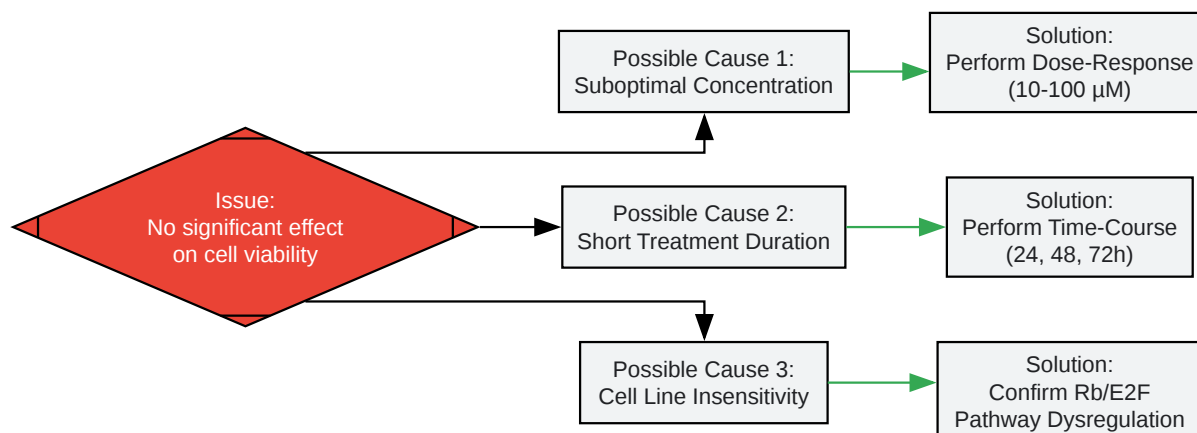 Issue:
No significant effect
on cell viability
Possible Cause 1:
Suboptimal Concentration
Solution:
Perform Dose-Response
(10-100 µM)
Possible Cause 2:
Short Treatment Duration
Solution:
Perform Time-Course
(24, 48, 72h)
Possible Cause 3:
Cell Line Insensitivity
Solution:
Confirm Rb/E2F
Pathway Dysregulation